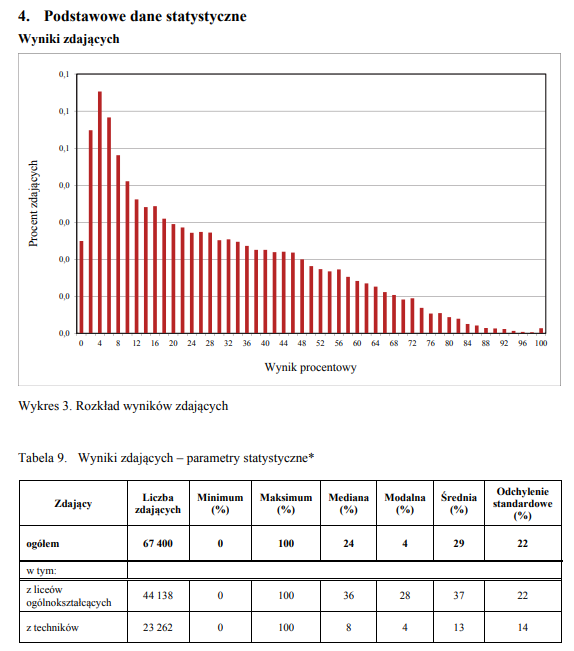 4. Podstawowe dane statystyczne
Wyniki zdających
0,1
0,1
0,1
0,0
0,0
0,0
0,0
0,0
Procent zdających
0 4 8 12 16 20 24 28 32 36 40 44 48 52 56 60 64 68 72 76 80 84 88 92 96 100
Wynik procentowy
Wykres 3. Rozkład wyników zdających
Tabela 9. Wyniki zdających – parametry statystyczne*
Zdający Liczba zdających Minimum (%) Maksimum (%) Mediana (%) Modalna (%) Średnia (%) Odchylenie standardowe (%)
ogółem 67 400 0 100 24 4 29 22
w tym:
z liceów ogólnokształcących 44 138 0 100 36 28 37 22
z techników 23 262 0 100 8 4 13 14